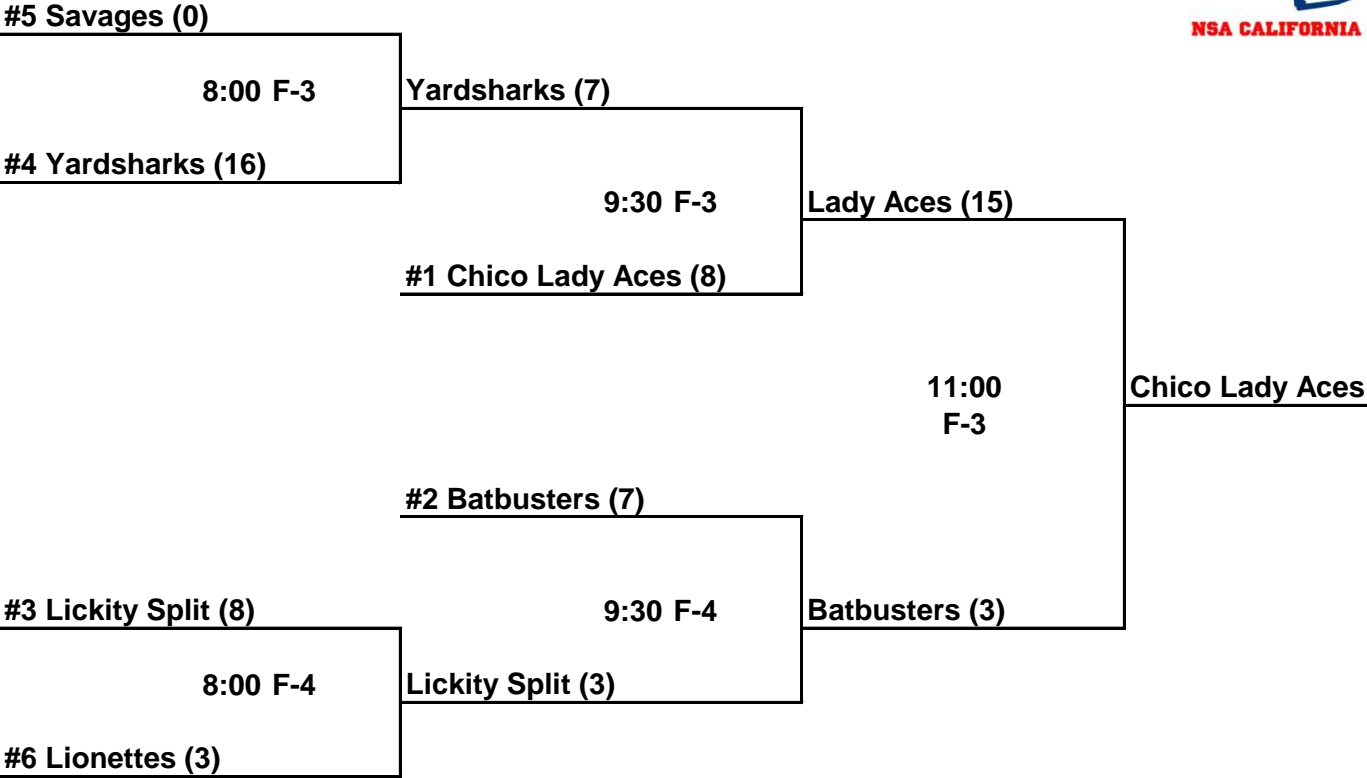 #5 Savages (0)
NSA CALIFORNIA
8:00 F-3
Yardsharks (7)
#4 Yardsharks (16)
9:30 F-3
Lady Aces (15)
#1 Chico Lady Aces (8)
11:00
F-3
Chico Lady Aces
#2 Batbusters (7)
#3 Lickity Split (8)
9:30 F-4
Batbusters (3)
8:00 F-4
Lickity Split (3)
#6 Lionettes (3)